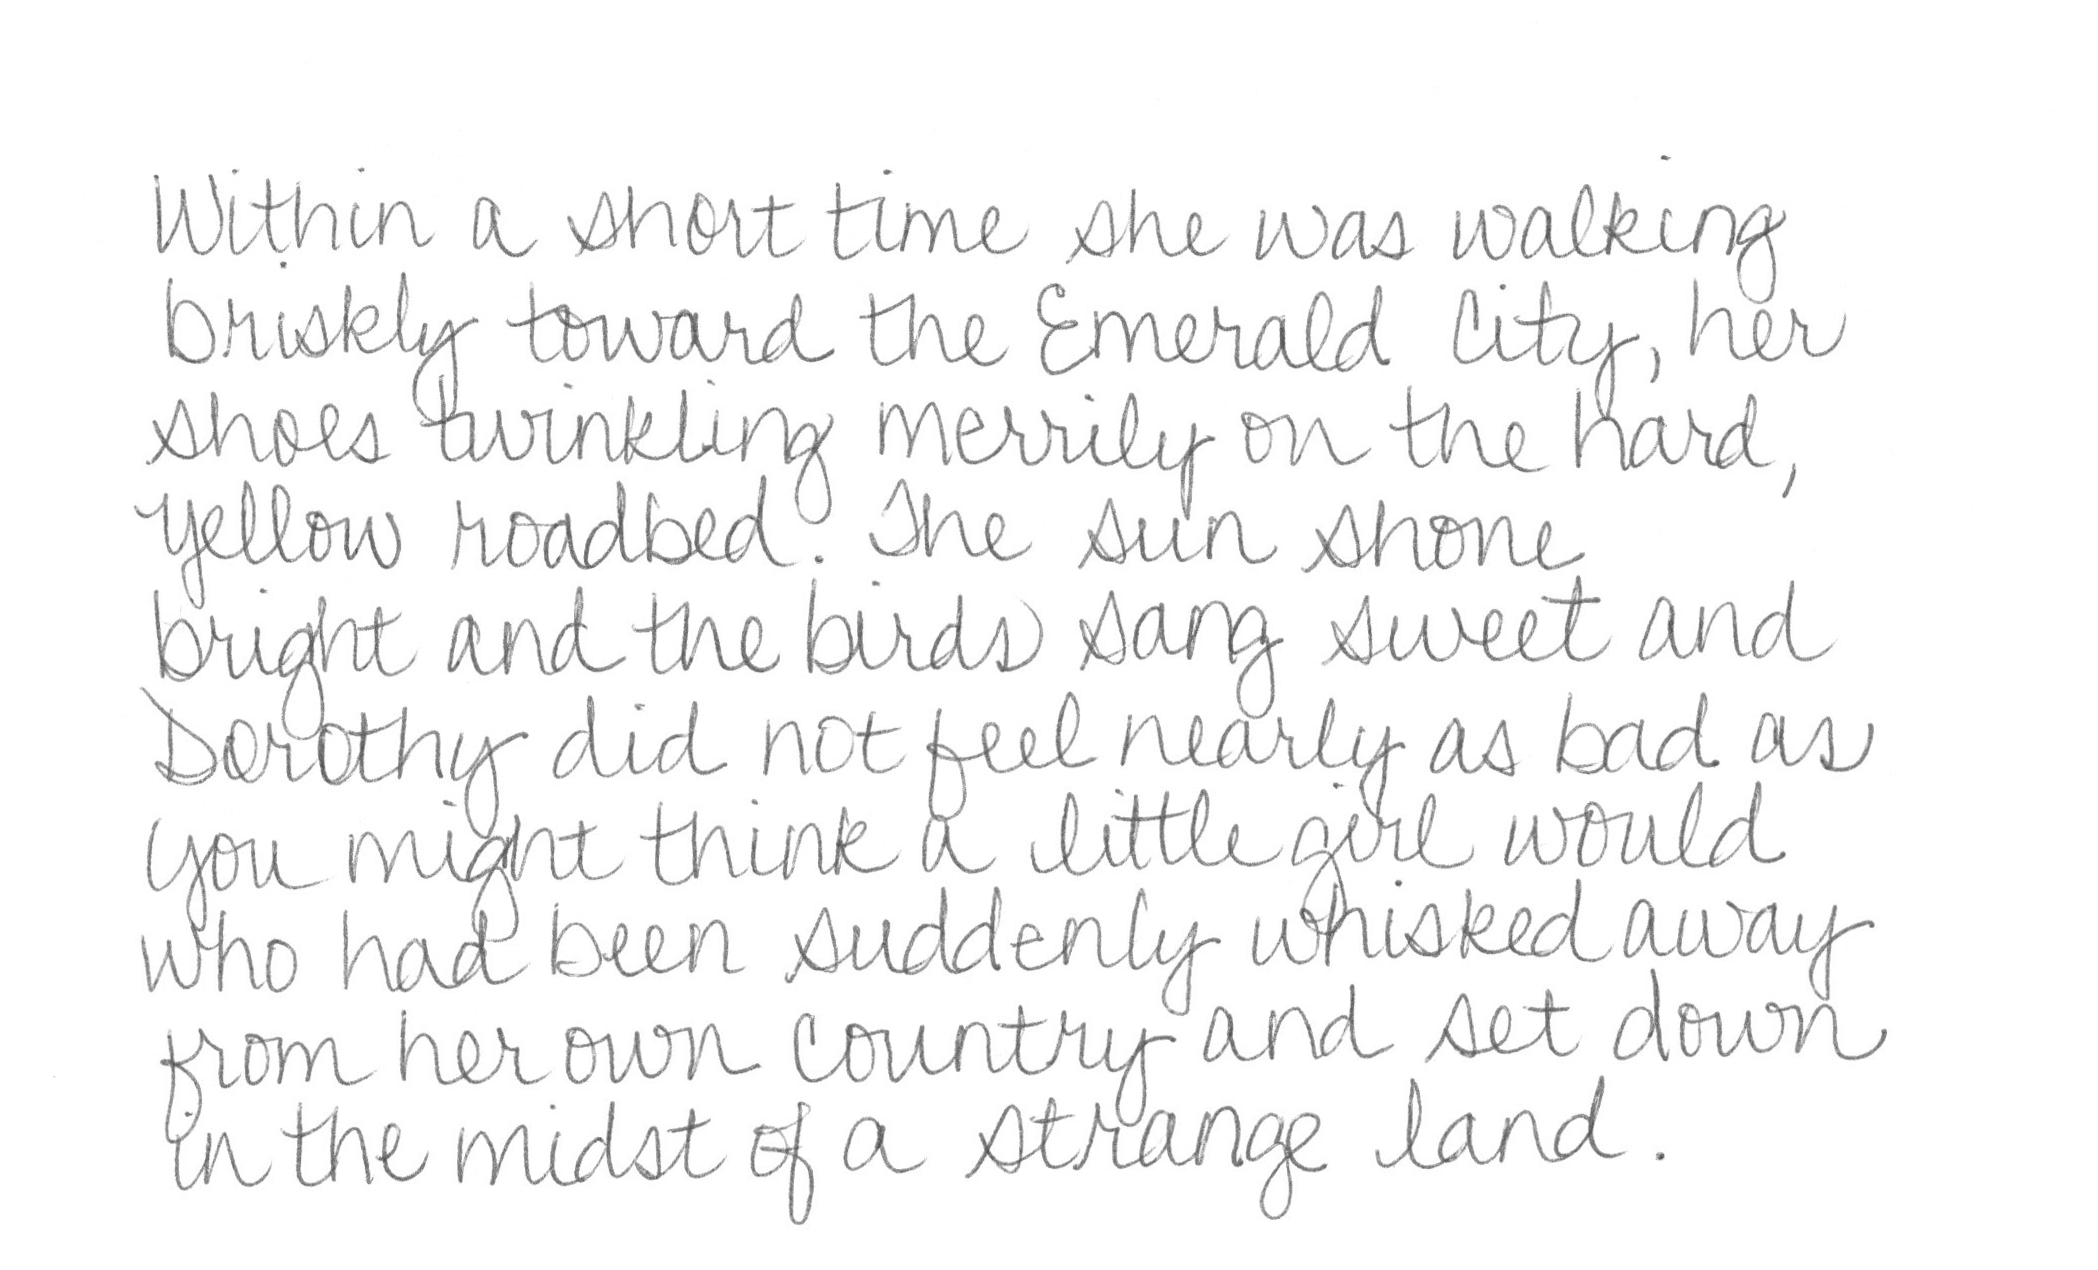 Within a short time she was walking
briskly toward the Emerald City, her
shoes twinkling merrily on the hard,
yellow roadbed. The sun shone
bright and the birds sang sweet and
Dorothy did not feel nearly as bad as
you might think a little girl would
who had been suddenly whisked away
from her own country and set down
in the midst of a strange land.